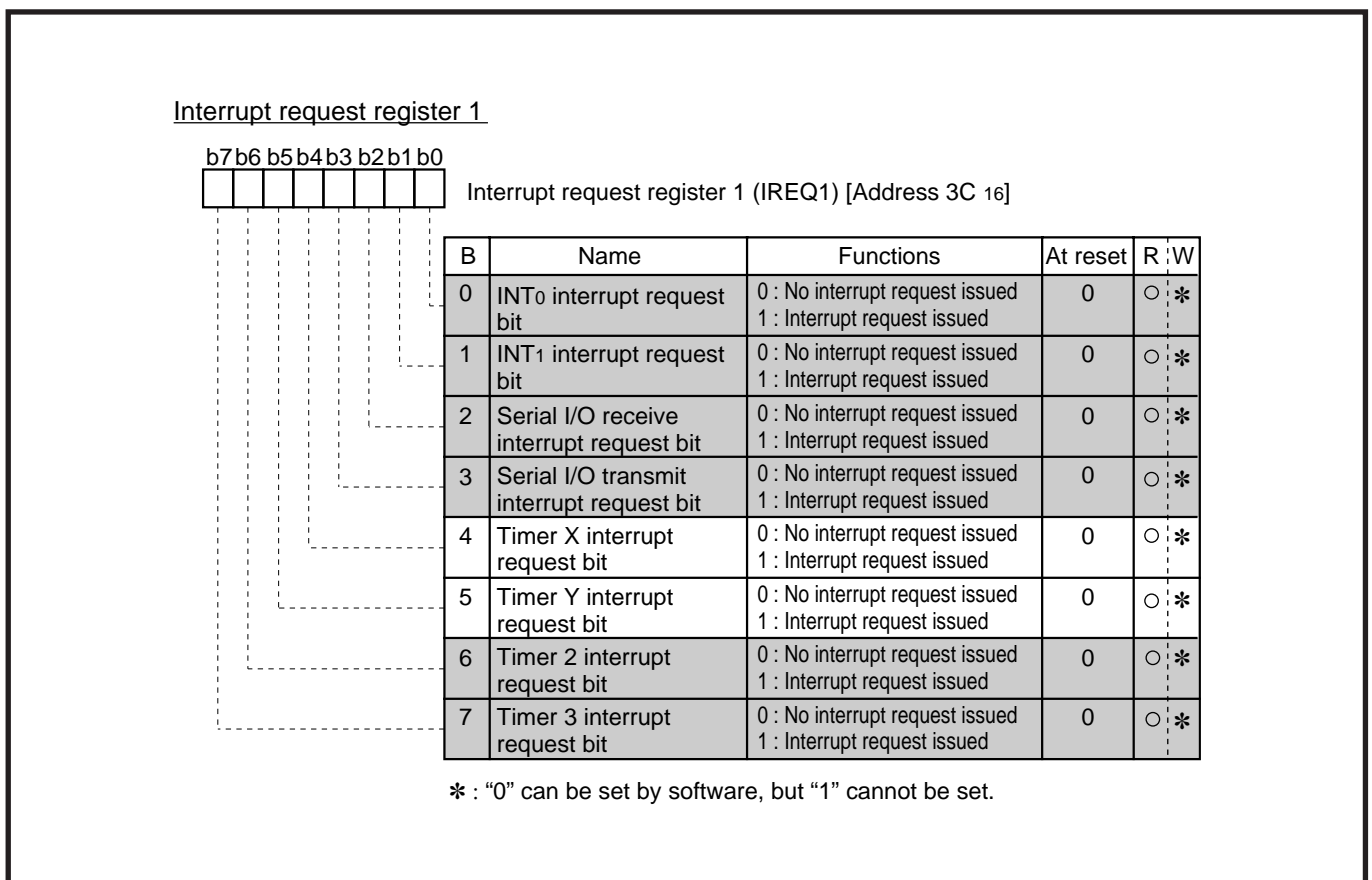 Interrupt request register 1
b7 b6 b5 b4 b3 b2 b1 b0
Interrupt request register 1 (IREQ1) [Address 3C 16]
B Name Functions At reset R W
0 INT0 interrupt request bit 0 : No interrupt request issued 1 : Interrupt request issued 0 ○ ✻
1 INT1 interrupt request bit 0 : No interrupt request issued 1 : Interrupt request issued 0 ○ ✻
2 Serial I/O receive interrupt request bit 0 : No interrupt request issued 1 : Interrupt request issued 0 ○ ✻
3 Serial I/O transmit interrupt request bit 0 : No interrupt request issued 1 : Interrupt request issued 0 ○ ✻
4 Timer X interrupt request bit 0 : No interrupt request issued 1 : Interrupt request issued 0 ○ ✻
5 Timer Y interrupt request bit 0 : No interrupt request issued 1 : Interrupt request issued 0 ○ ✻
6 Timer 2 interrupt request bit 0 : No interrupt request issued 1 : Interrupt request issued 0 ○ ✻
7 Timer 3 interrupt request bit 0 : No interrupt request issued 1 : Interrupt request issued 0 ○ ✻
✻ : “0” can be set by software, but “1” cannot be set.